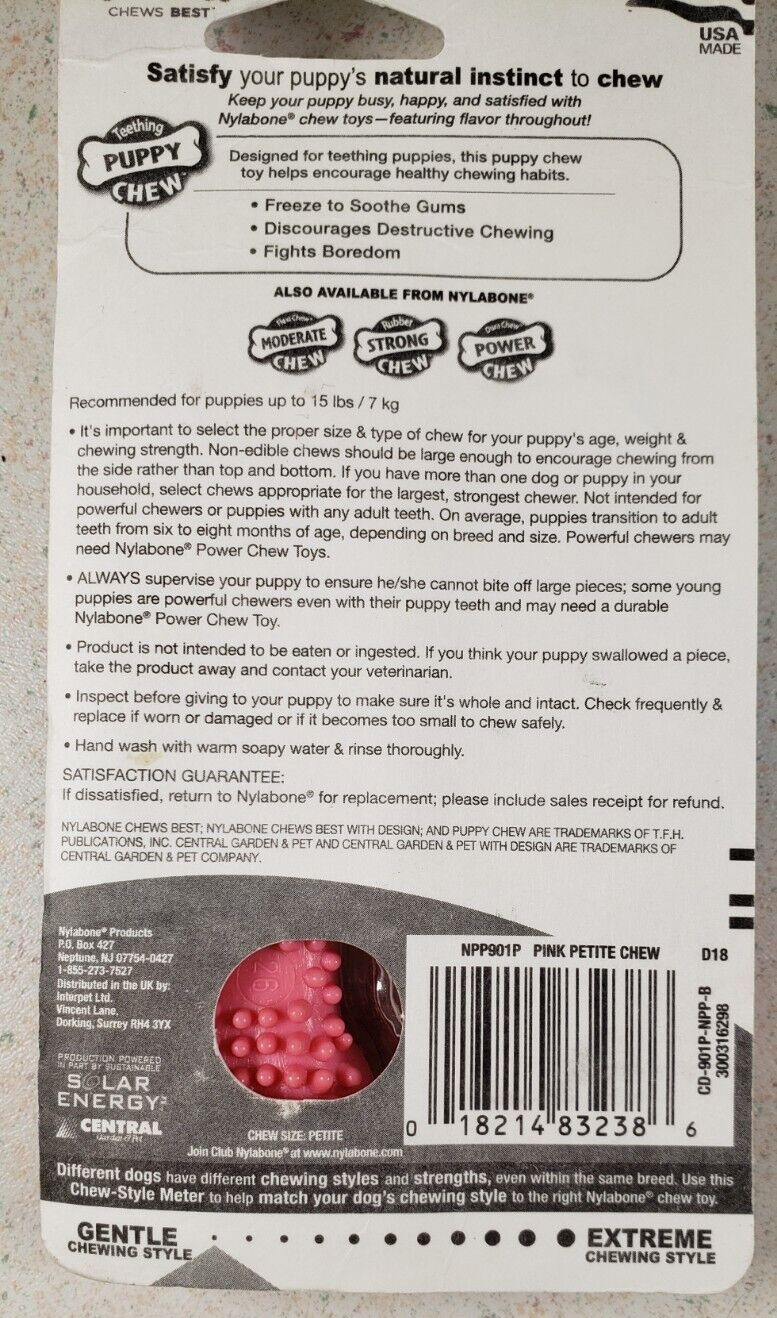 CHEWS BEST™
USA
MADE
Satisfy your puppy's natural instinct to chew
Keep your puppy busy, happy, and satisfied with
Nylabone® chew toys—featuring flavor throughout!
Teething
PUPPY
CHEW™
Designed for teething puppies, this puppy chew
toy helps encourage healthy chewing habits.
• Freeze to Soothe Gums
• Discourages Destructive Chewing
• Fights Boredom
ALSO AVAILABLE FROM NYLABONE®
Flexi Chew™
MODERATE
CHEW™
Rubber
STRONG
CHEW™
Dura Chew®
POWER
CHEW™
Recommended for puppies up to 15 lbs / 7 kg
• It's important to select the proper size & type of chew for your puppy's age, weight &
chewing strength. Non-edible chews should be large enough to encourage chewing from
the side rather than top and bottom. If you have more than one dog or puppy in your
household, select chews appropriate for the largest, strongest chewer. Not intended for
powerful chewers or puppies with any adult teeth. On average, puppies transition to adult
teeth from six to eight months of age, depending on breed and size. Powerful chewers may
need Nylabone® Power Chew Toys.
• ALWAYS supervise your puppy to ensure he/she cannot bite off large pieces; some young
puppies are powerful chewers even with their puppy teeth and may need a durable
Nylabone® Power Chew Toy.
• Product is not intended to be eaten or ingested. If you think your puppy swallowed a piece,
take the product away and contact your veterinarian.
• Inspect before giving to your puppy to make sure it's whole and intact. Check frequently &
replace if worn or damaged or if it becomes too small to chew safely.
• Hand wash with warm soapy water & rinse thoroughly.
SATISFACTION GUARANTEE:
If dissatisfied, return to Nylabone® for replacement; please include sales receipt for refund.
NYLABONE CHEWS BEST; NYLABONE CHEWS BEST WITH DESIGN; AND PUPPY CHEW ARE TRADEMARKS OF T.F.H.
PUBLICATIONS, INC. CENTRAL GARDEN & PET AND CENTRAL GARDEN & PET WITH DESIGN ARE TRADEMARKS OF
CENTRAL GARDEN & PET COMPANY.
Nylabone® Products
P.O. Box 427
Neptune, NJ 07754-0427
1-855-273-7527
Distributed in the UK by:
Interpet Ltd.
Vincent Lane,
Dorking, Surrey RH4 3YX
PRODUCTION POWERED
IN PART BY SUSTAINABLE
SOLAR
ENERGY
CENTRAL
Garden & Pet
26
CHEW SIZE: PETITE
Join Club Nylabone® at www.nylabone.com
NPP901P PINK PETITE CHEW
D18
0 18214 83238 6
CD-901P-NPP-B
300316298
Different dogs have different chewing styles and strengths, even within the same breed. Use this
Chew-Style Meter to help match your dog's chewing style to the right Nylabone® chew toy.
GENTLE
CHEWING STYLE
EXTREME
CHEWING STYLE